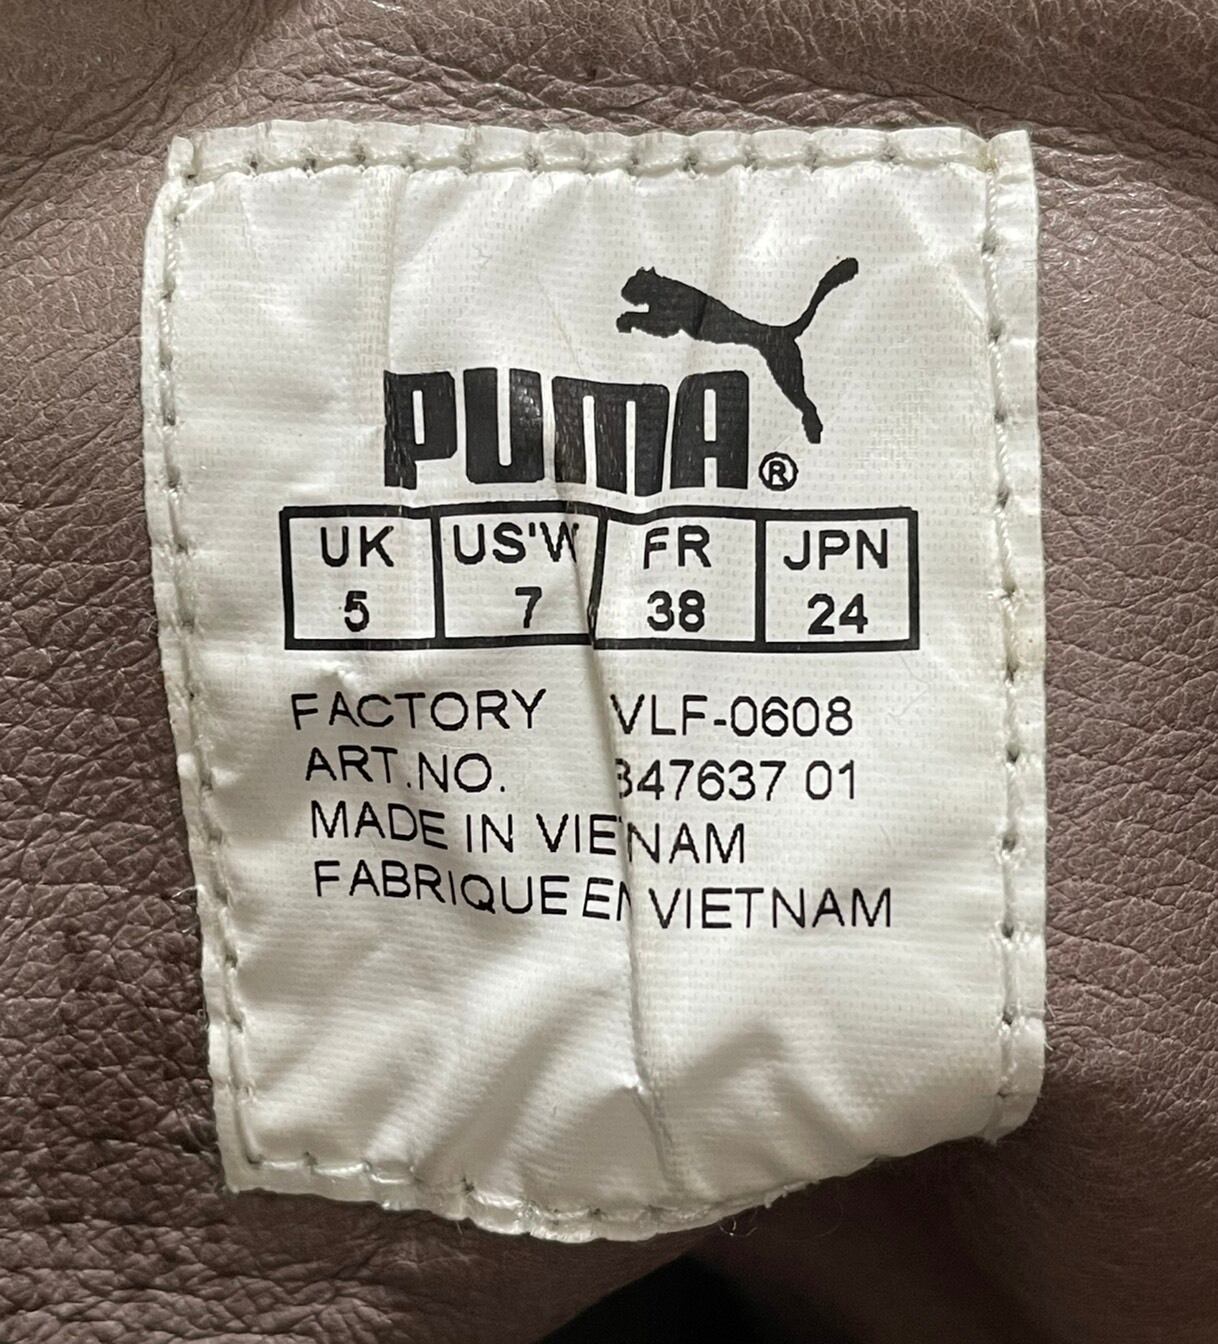 PUMA®
UK US'W FR JPN
5 7 38 24
FACTORY VLF-0608
ART.NO. 347637 01
MADE IN VIETNAM
FABRIQUE EN VIETNAM